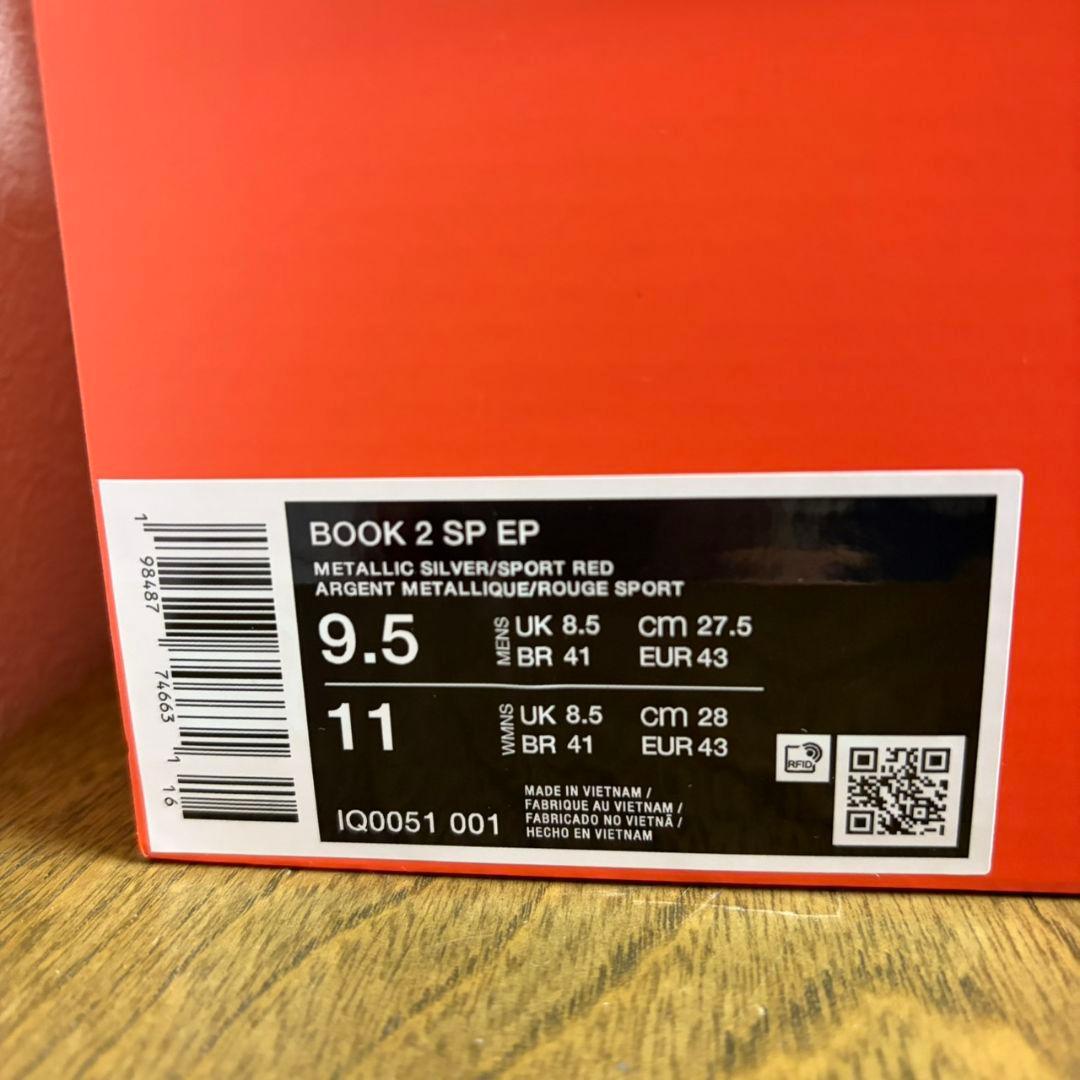 BOOK 2 SP EP
METALLIC SILVER/SPORT RED
ARGENT METALLIQUE/ROUGE SPORT
9.5 MENS UK 8.5 cm 27.5
BR 41 EUR 43
11 WMNS UK 8.5 cm 28
BR 41 EUR 43
RFID
IQ0051 001
MADE IN VIETNAM /
FABRIQUE AU VIETNAM /
FABRICADO NO VIETNÃ /
HECHO EN VIETNAM
1 98487 74663 1 16